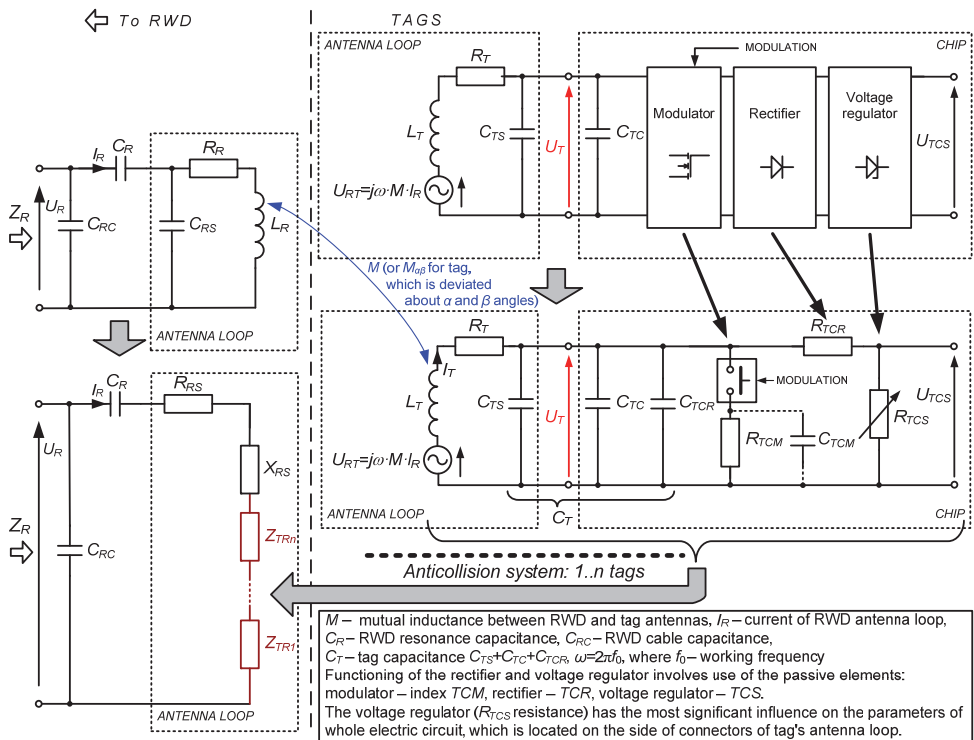 To RWD
TAGS
ANTENNA LOOP
CHIP
MODULATION
R_T
L_T
C_TS
U_T
C_TC
Modulator
Rectifier
Voltage
regulator
U_TCS
U_RT=jω·M·I_R
I_R
C_R
R_R
Z_R
U_R
C_RC
C_RS
L_R
ANTENNA LOOP
M (or M_αβ for tag,
which is deviated
about α and β angles)
ANTENNA LOOP
R_T
I_T
L_T
C_TS
U_T
C_TC
C_TCR
MODULATION
R_TCM
C_TCM
R_TCR
R_TCS
U_TCS
U_RT=jω·M·I_R
C_T
ANTENNA LOOP
CHIP
I_R
C_R
R_RS
U_R
X_RS
Z_R
C_RC
Z_TRn
Z_TR1
ANTENNA LOOP
Anticollision system: 1..n tags
M – mutual inductance between RWD and tag antennas, I_R – current of RWD antenna loop,
C_R – RWD resonance capacitance, C_RC – RWD cable capacitance,
C_T – tag capacitance C_TS+C_TC+C_TCR, ω=2πf_0, where f_0 – working frequency
Functioning of the rectifier and voltage regulator involves use of the passive elements:
modulator – index TCM, rectifier – TCR, voltage regulator – TCS.
The voltage regulator (R_TCS resistance) has the most significant influence on the parameters of
whole electric circuit, which is located on the side of connectors of tag's antenna loop.